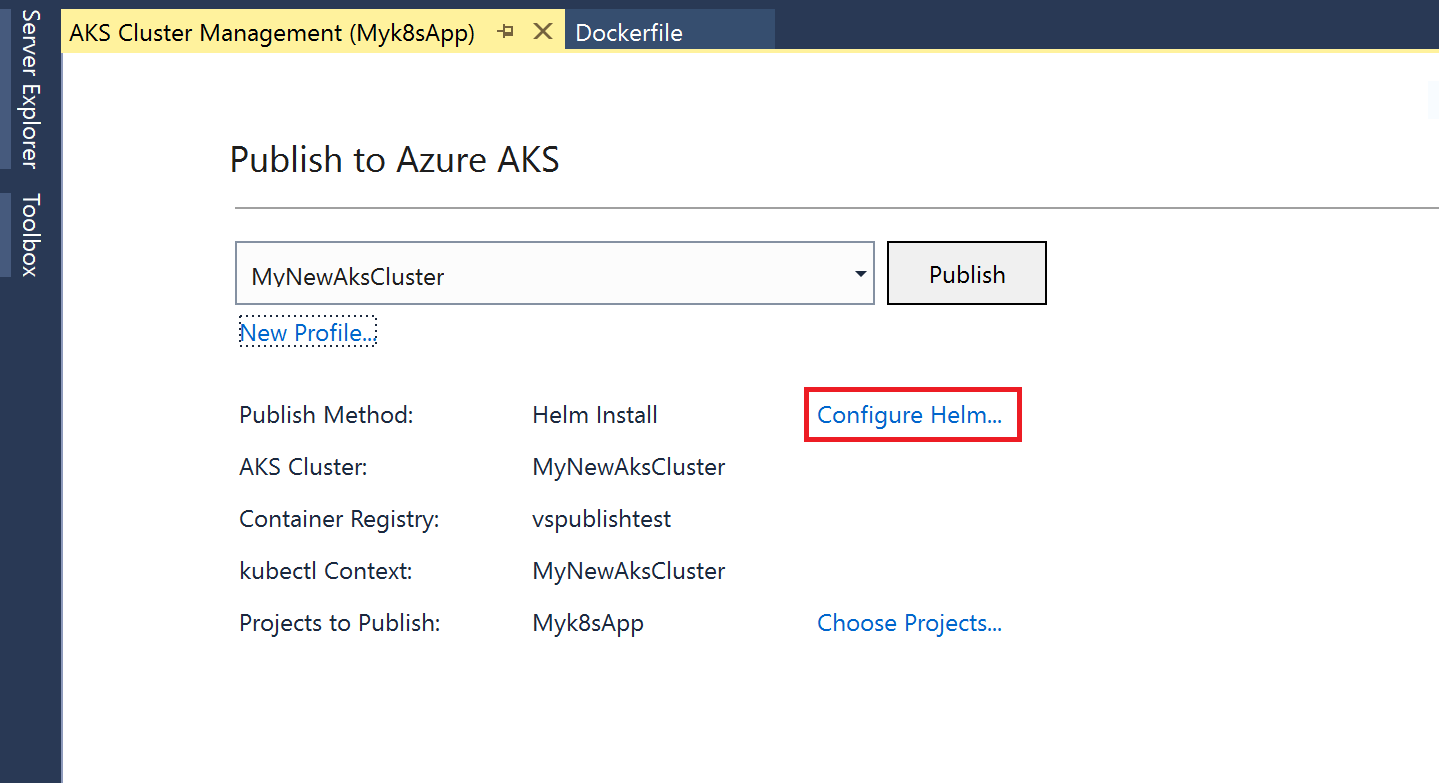 Server Explorer
Toolbox
AKS Cluster Management (Myk8sApp)
Dockerfile
Publish to Azure AKS
MyNewAksCluster
Publish
New Profile...
Publish Method: Helm Install Configure Helm...
AKS Cluster: MyNewAksCluster
Container Registry: vspublishtest
kubectl Context: MyNewAksCluster
Projects to Publish: Myk8sApp Choose Projects...